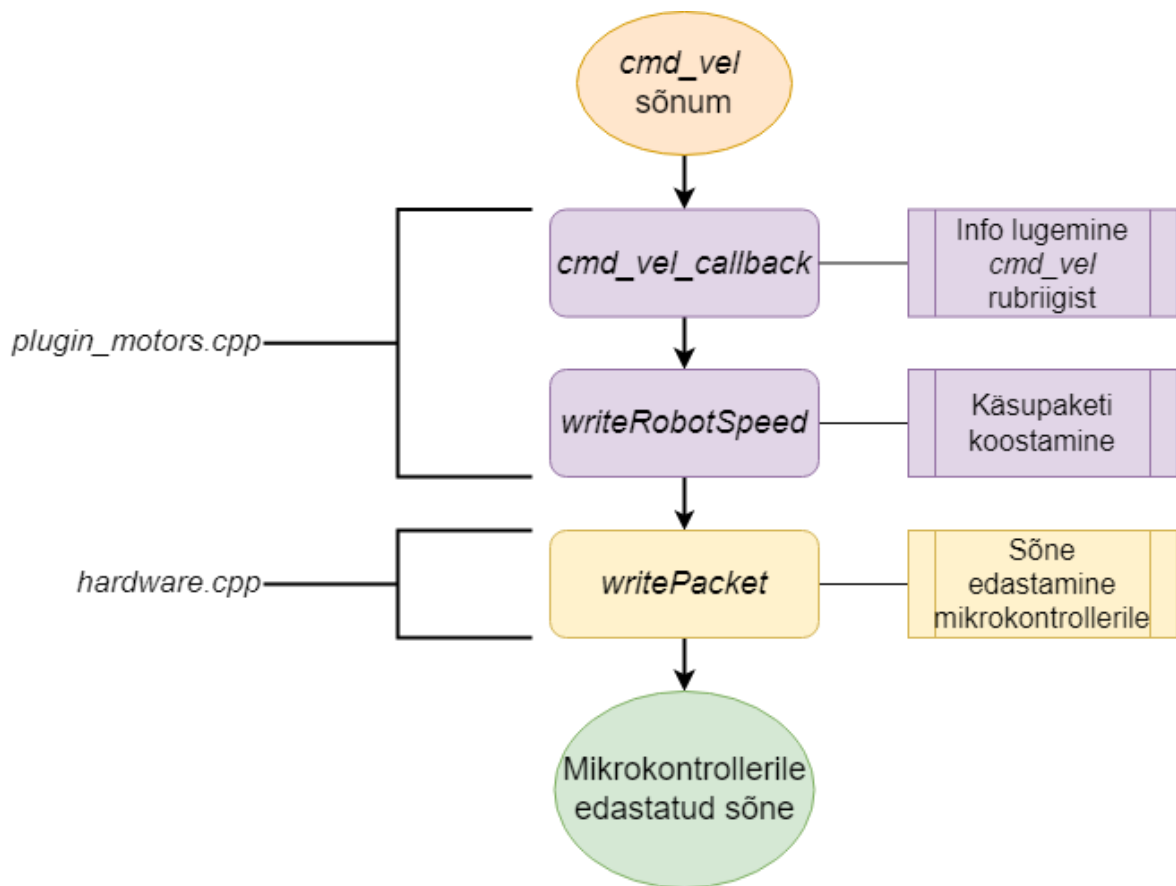 cmd_vel
sõnum
cmd_vel_callback
Info lugemine
cmd_vel
rubriigist
plugin_motors.cpp
writeRobotSpeed
Käsupaketi
koostamine
hardware.cpp
writePacket
Sõne
edastamine
mikrokontrollerile
Mikrokontrollerile
edastatud sõne